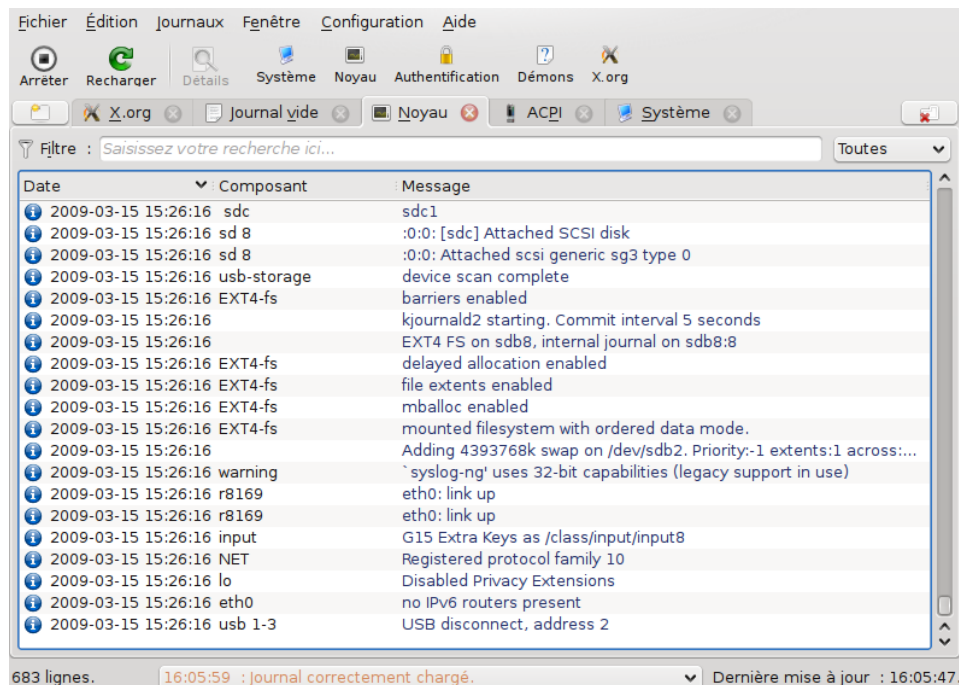 Fichier Édition Journaux Fenêtre Configuration Aide
Arrêter Recharger Détails Système Noyau Authentification Démons X.org
X.org Journal vide Noyau ACPI Système
Filtre : Saisissez votre recherche ici... Toutes
Date Composant Message
2009-03-15 15:26:16 sdc sdc1
2009-03-15 15:26:16 sd 8 :0:0: [sdc] Attached SCSI disk
2009-03-15 15:26:16 sd 8 :0:0: Attached scsi generic sg3 type 0
2009-03-15 15:26:16 usb-storage device scan complete
2009-03-15 15:26:16 EXT4-fs barriers enabled
2009-03-15 15:26:16 kjournald2 starting. Commit interval 5 seconds
2009-03-15 15:26:16 EXT4 FS on sdb8, internal journal on sdb8:8
2009-03-15 15:26:16 EXT4-fs delayed allocation enabled
2009-03-15 15:26:16 EXT4-fs file extents enabled
2009-03-15 15:26:16 EXT4-fs mballoc enabled
2009-03-15 15:26:16 EXT4-fs mounted filesystem with ordered data mode.
2009-03-15 15:26:16 Adding 4393768k swap on /dev/sdb2. Priority:-1 extents:1 across:...
2009-03-15 15:26:16 warning `syslog-ng' uses 32-bit capabilities (legacy support in use)
2009-03-15 15:26:16 r8169 eth0: link up
2009-03-15 15:26:16 r8169 eth0: link up
2009-03-15 15:26:16 input G15 Extra Keys as /class/input/input8
2009-03-15 15:26:16 NET Registered protocol family 10
2009-03-15 15:26:16 lo Disabled Privacy Extensions
2009-03-15 15:26:16 eth0 no IPv6 routers present
2009-03-15 15:26:16 usb 1-3 USB disconnect, address 2
683 lignes. 16:05:59 : Journal correctement chargé. Dernière mise à jour : 16:05:47.